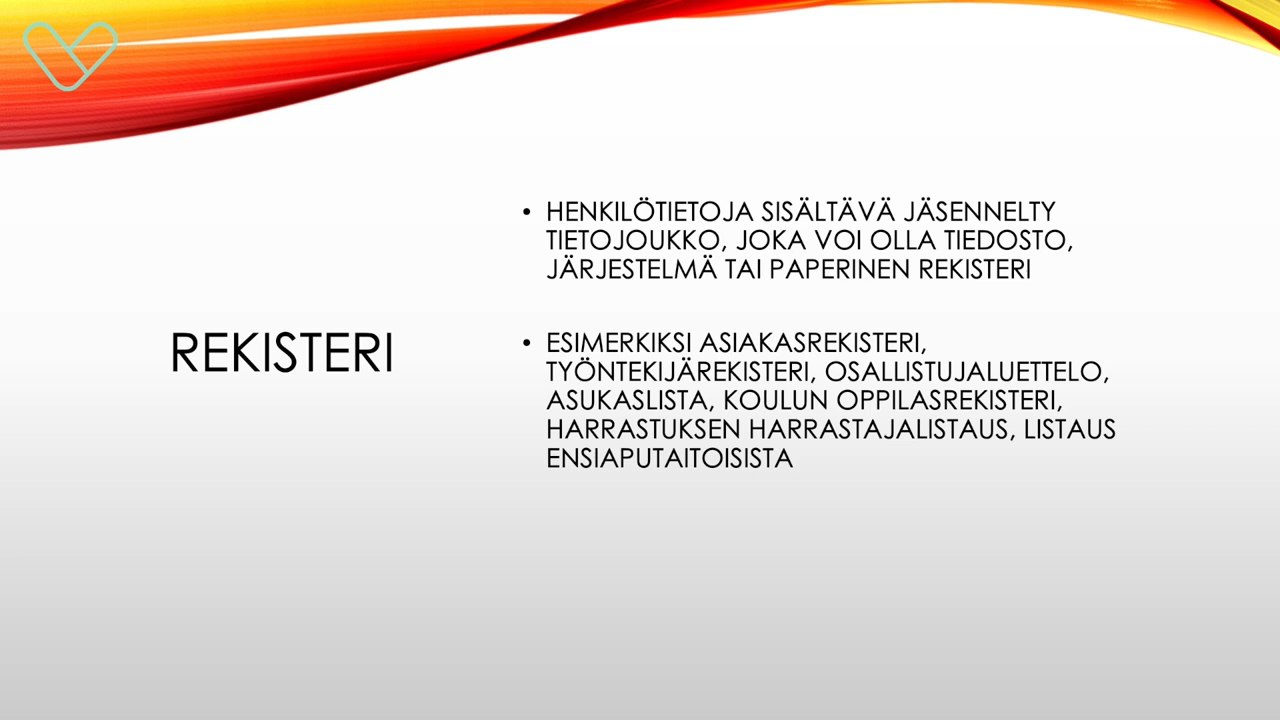 REKISTERI
• HENKILÖTIETOJA SISÄLTÄVÄ JÄSENNELTY
TIETOJOUKKO, JOKA VOI OLLA TIEDOSTO,
JÄRJESTELMÄ TAI PAPERINEN REKISTERI
• ESIMERKIKSI ASIAKASREKISTERI,
TYÖNTEKIJÄREKISTERI, OSALLISTUJALUETTELO,
ASUKASLISTA, KOULUN OPPILASREKISTERI,
HARRASTUKSEN HARRASTAJALISTAUS, LISTAUS
ENSIAPUTAITOISISTA